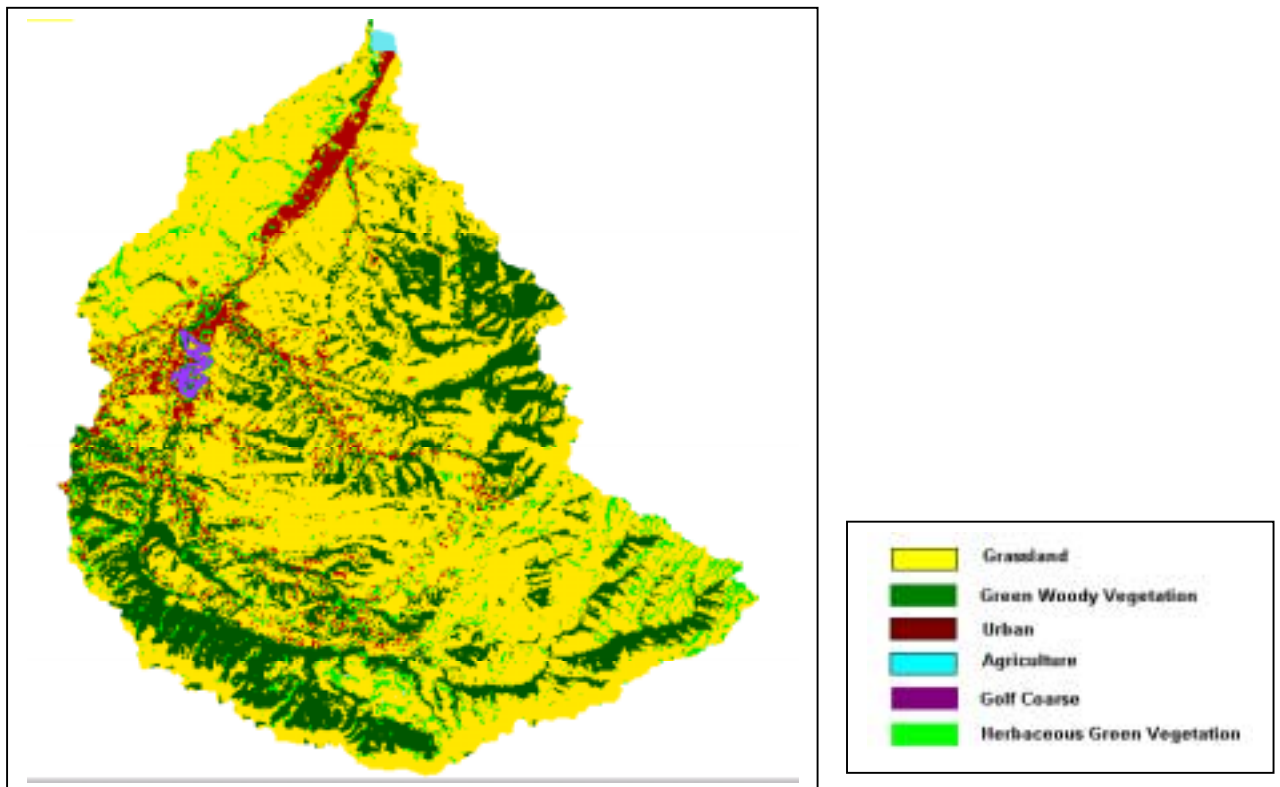 Grassland
Green Woody Vegetation
Urban
Agriculture
Golf Coarse
Herbaceous Green Vegetation